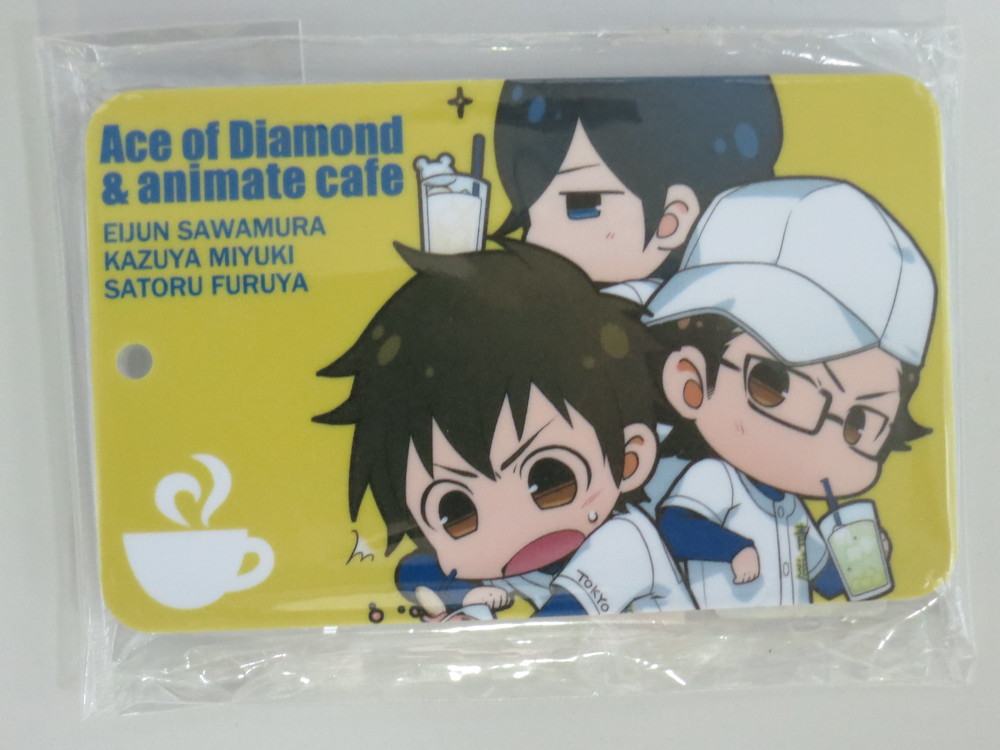 Ace of Diamond
& animate cafe
EIJUN SAWAMURA
KAZUYA MIYUKI
SATORU FURUYA
TOKYO